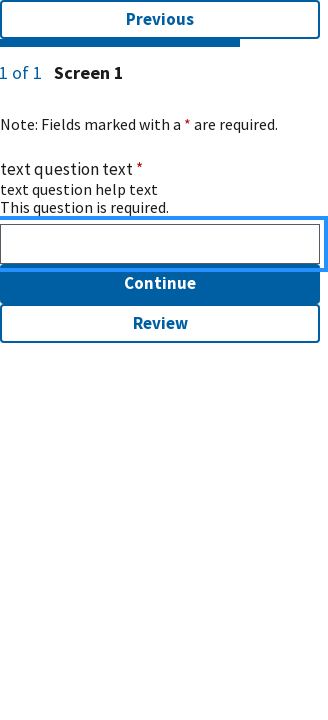 Previous
1 of 1 Screen 1
Note: Fields marked with a * are required.
text question text *
text question help text
This question is required.
Continue
Review